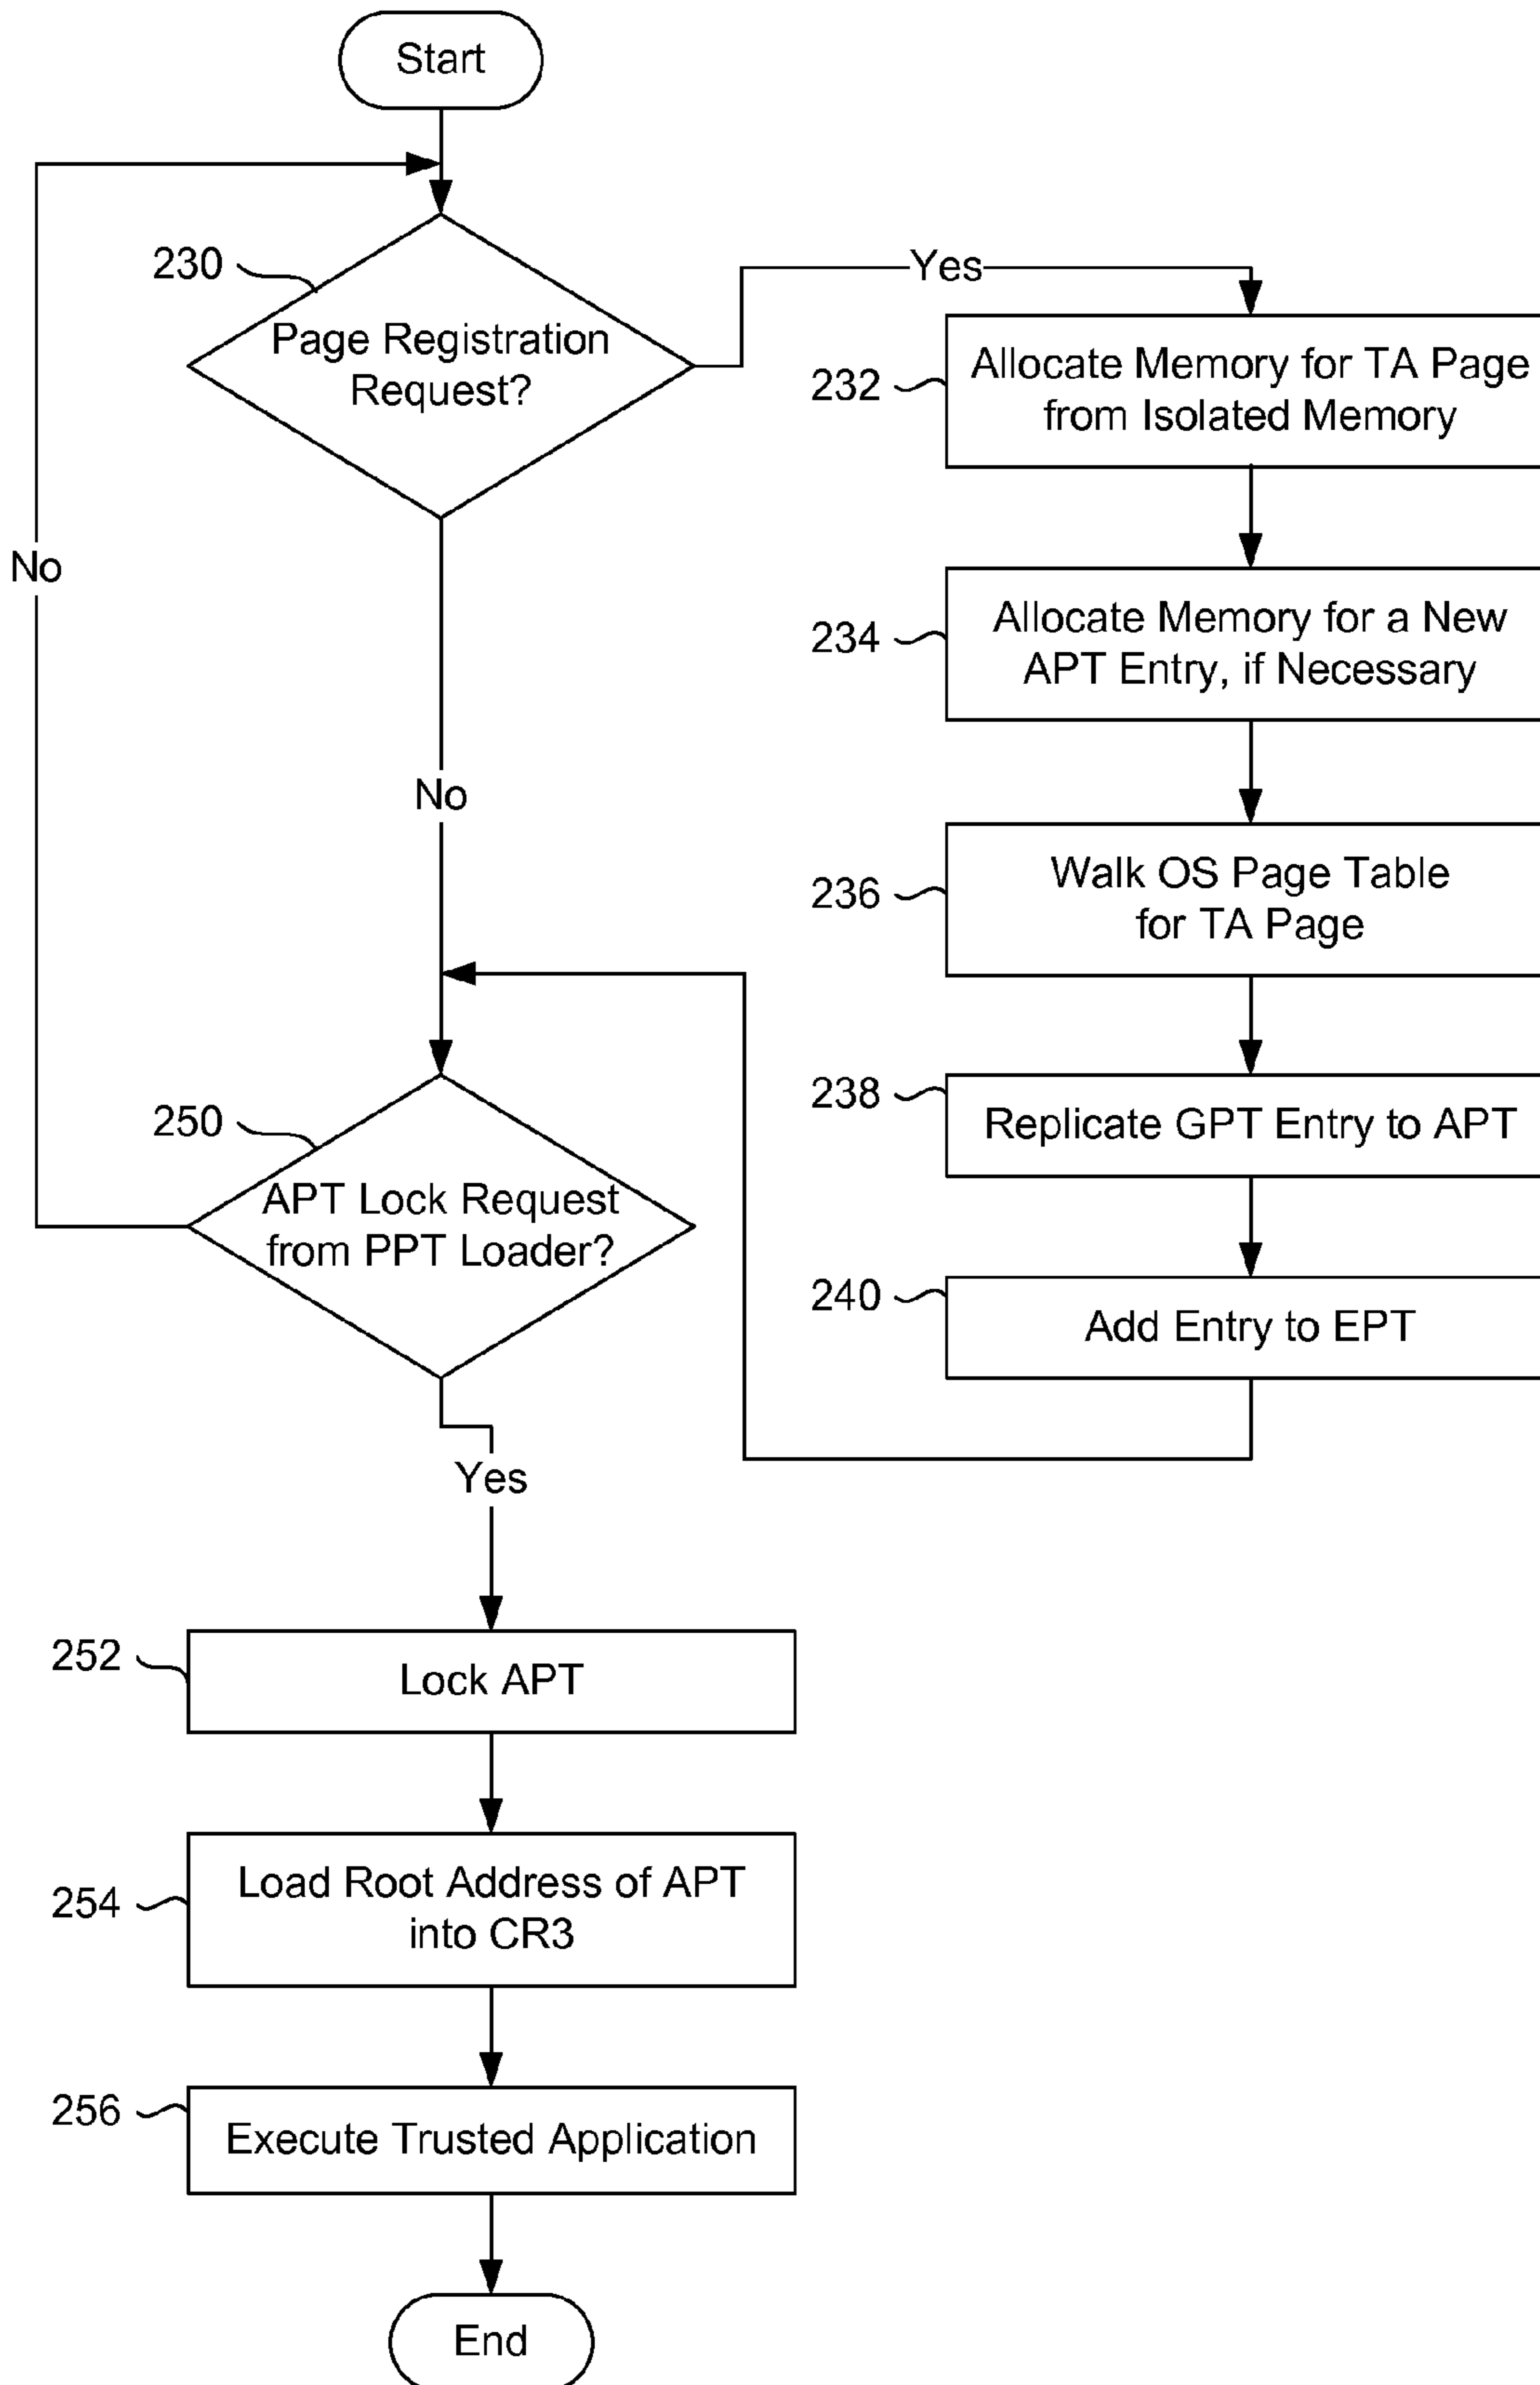 Start
230
Page Registration
Request?
Yes
232
Allocate Memory for TA Page
from Isolated Memory
No
234
Allocate Memory for a New
APT Entry, if Necessary
No
236
Walk OS Page Table
for TA Page
238
Replicate GPT Entry to APT
250
APT Lock Request
from PPT Loader?
240
Add Entry to EPT
Yes
252
Lock APT
254
Load Root Address of APT
into CR3
256
Execute Trusted Application
End